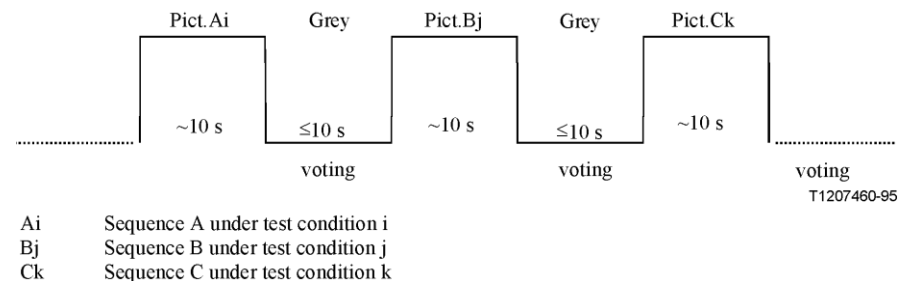 Pict.Ai Grey Pict.Bj Grey Pict.Ck
~10 s ≤10 s ~10 s ≤10 s ~10 s
voting voting voting
T1207460-95
Ai Sequence A under test condition i
Bj Sequence B under test condition j
Ck Sequence C under test condition k